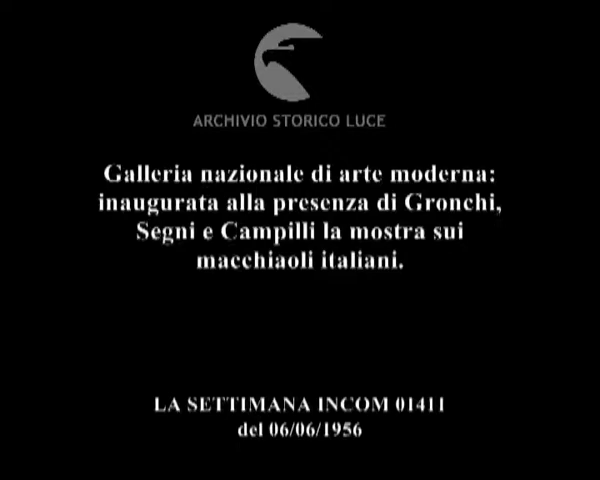 ARCHIVIO STORICO LUCE
Galleria nazionale di arte moderna:
inaugurata alla presenza di Gronchi,
Segni e Campilli la mostra sui
macchiaoli italiani.
LA SETTIMANA INCOM 01411
del 06/06/1956